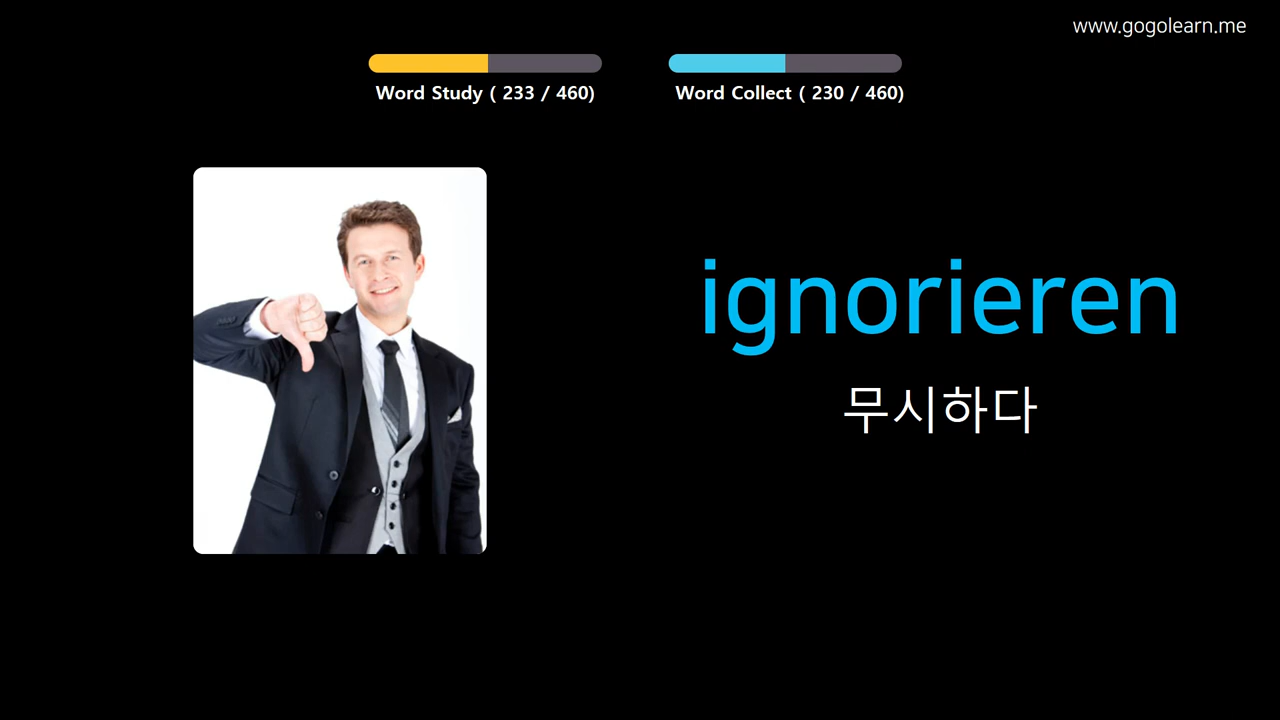 www.gogolearn.me
Word Study ( 233 / 460)
Word Collect ( 230 / 460)
ignorieren
무시하다